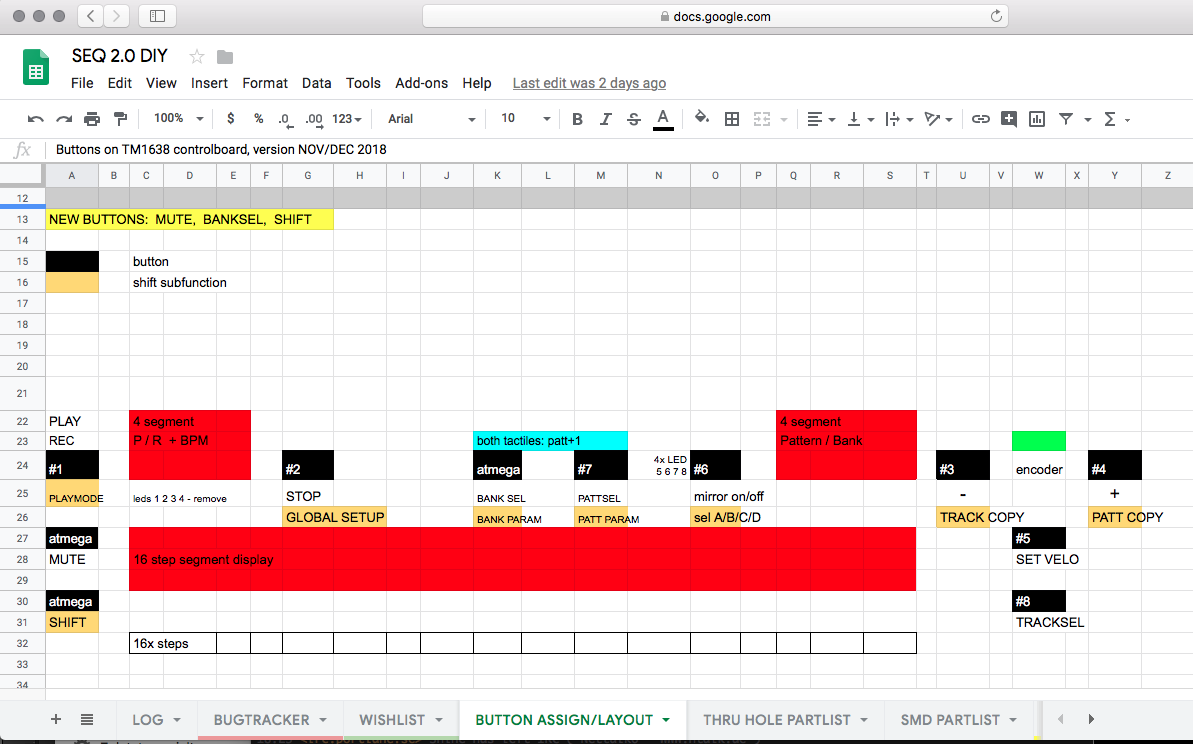 docs.google.com
SEQ 2.0 DIY
File Edit View Insert Format Data Tools Add-ons Help Last edit was 2 days ago
100% $ % .0 .00 123 Arial 10 B I S A
fx Buttons on TM1638 controlboard, version NOV/DEC 2018
A B C D E F G H I J K L M N O P Q R S T U V W X Y Z
12
13 NEW BUTTONS: MUTE, BANKSEL, SHIFT
14
15 button
16 shift subfunction
17
18
19
20
21
22 PLAY 4 segment 4 segment
23 REC P / R + BPM both tactiles: patt+1 Pattern / Bank
4x LED
24 #1 #2 atmega #7 5 6 7 8 #6 #3 encoder #4
25 PLAYMODE leds 1 2 3 4 - remove STOP BANK SEL PATTSEL mirror on/off - +
26 GLOBAL SETUP BANK PARAM PATT PARAM sel A/B/C/D TRACK COPY PATT COPY
27 atmega #5
28 MUTE 16 step segment display SET VELO
29
30 atmega #8
31 SHIFT TRACKSEL
32 16x steps
33
34
LOG BUGTRACKER WISHLIST BUTTON ASSIGN/LAYOUT THRU HOLE PARTLIST SMD PARTLIST